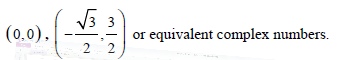 (0,0), (-√3/2, 3/2) or equivalent complex numbers.